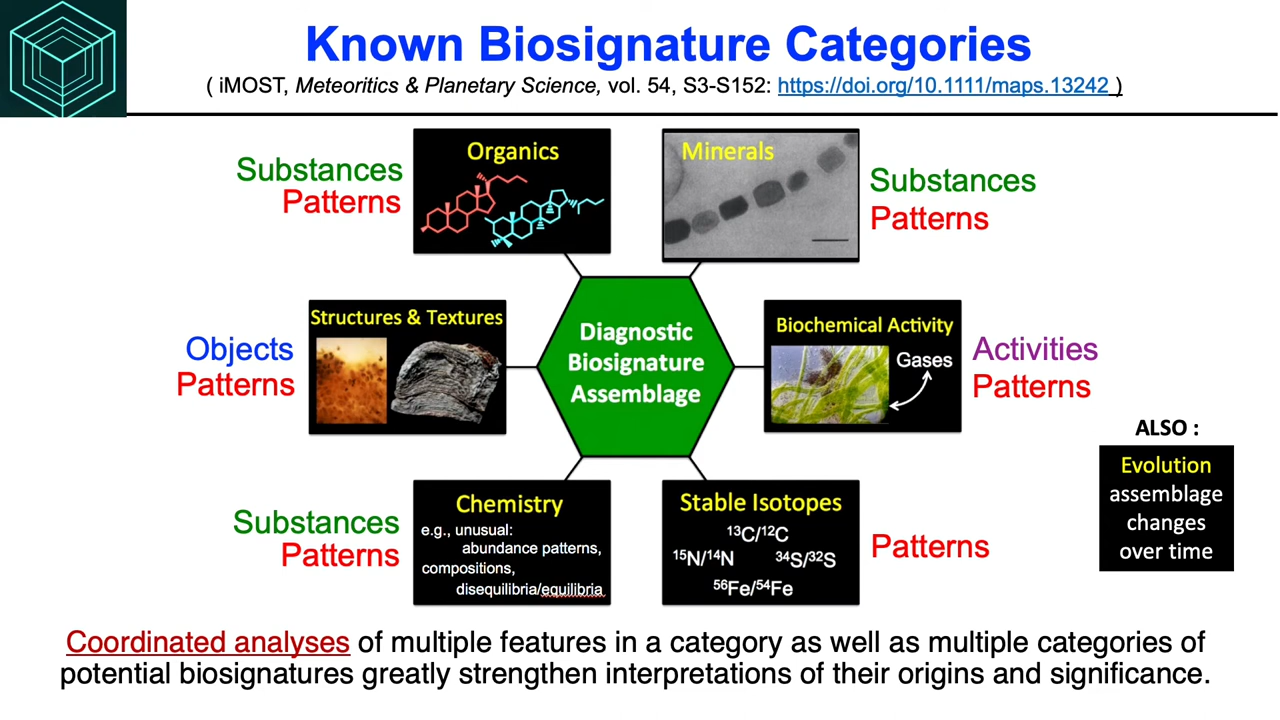 Known Biosignature Categories
( iMOST, Meteoritics & Planetary Science, vol. 54, S3-S152: https://doi.org/10.1111/maps.13242 )
Substances
Patterns
Organics
Minerals
Substances
Patterns
Objects
Patterns
Structures & Textures
Diagnostic
Biosignature
Assemblage
Biochemical Activity
Gases
Activities
Patterns
Substances
Patterns
Chemistry
e.g., unusual:
abundance patterns,
compositions,
disequilibria/equilibria
Stable Isotopes
¹³C/¹²C
¹⁵N/¹⁴N ³⁴S/³²S
⁵⁶Fe/⁵⁴Fe
Patterns
ALSO :
Evolution
assemblage
changes
over time
Coordinated analyses of multiple features in a category as well as multiple categories of
potential biosignatures greatly strengthen interpretations of their origins and significance.